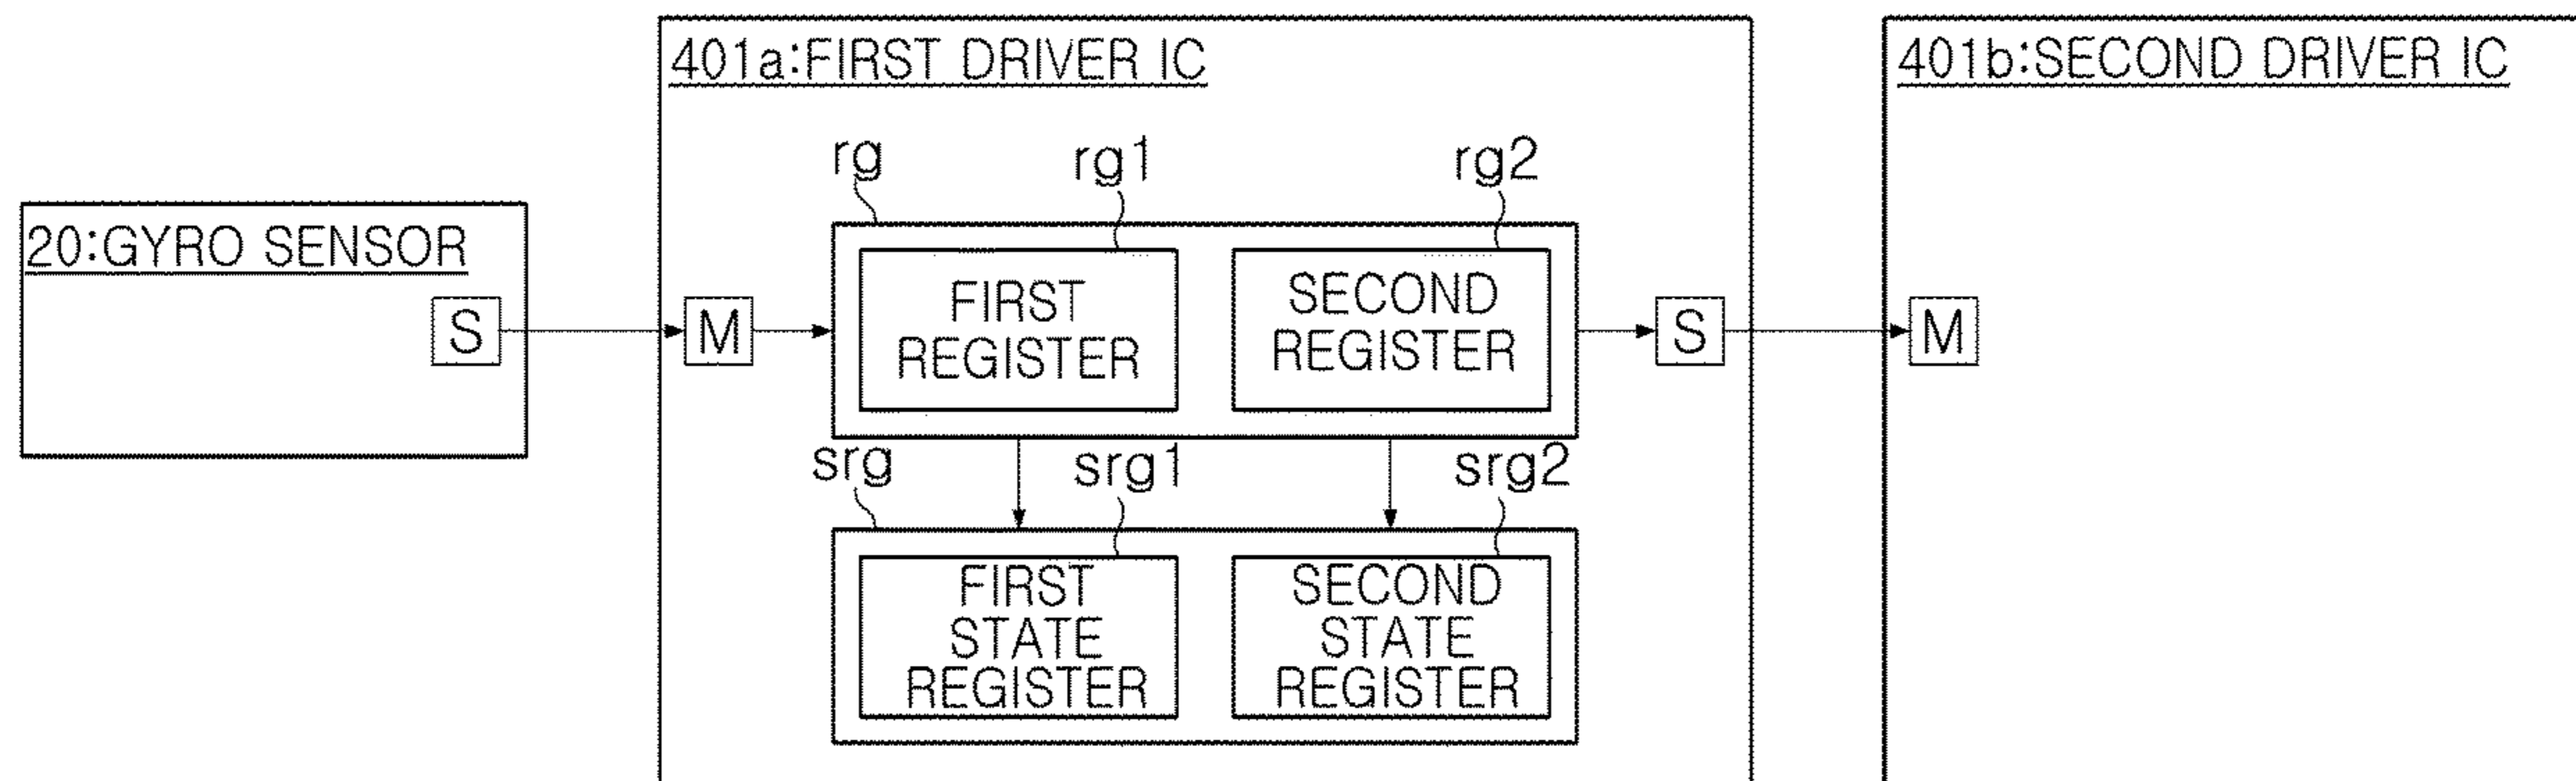 401a:FIRST DRIVER IC
401b:SECOND DRIVER IC
rg
rg1
rg2
20:GYRO SENSOR
S
M
FIRST
REGISTER
SECOND
REGISTER
S
M
srg
srg1
srg2
FIRST
STATE
REGISTER
SECOND
STATE
REGISTER